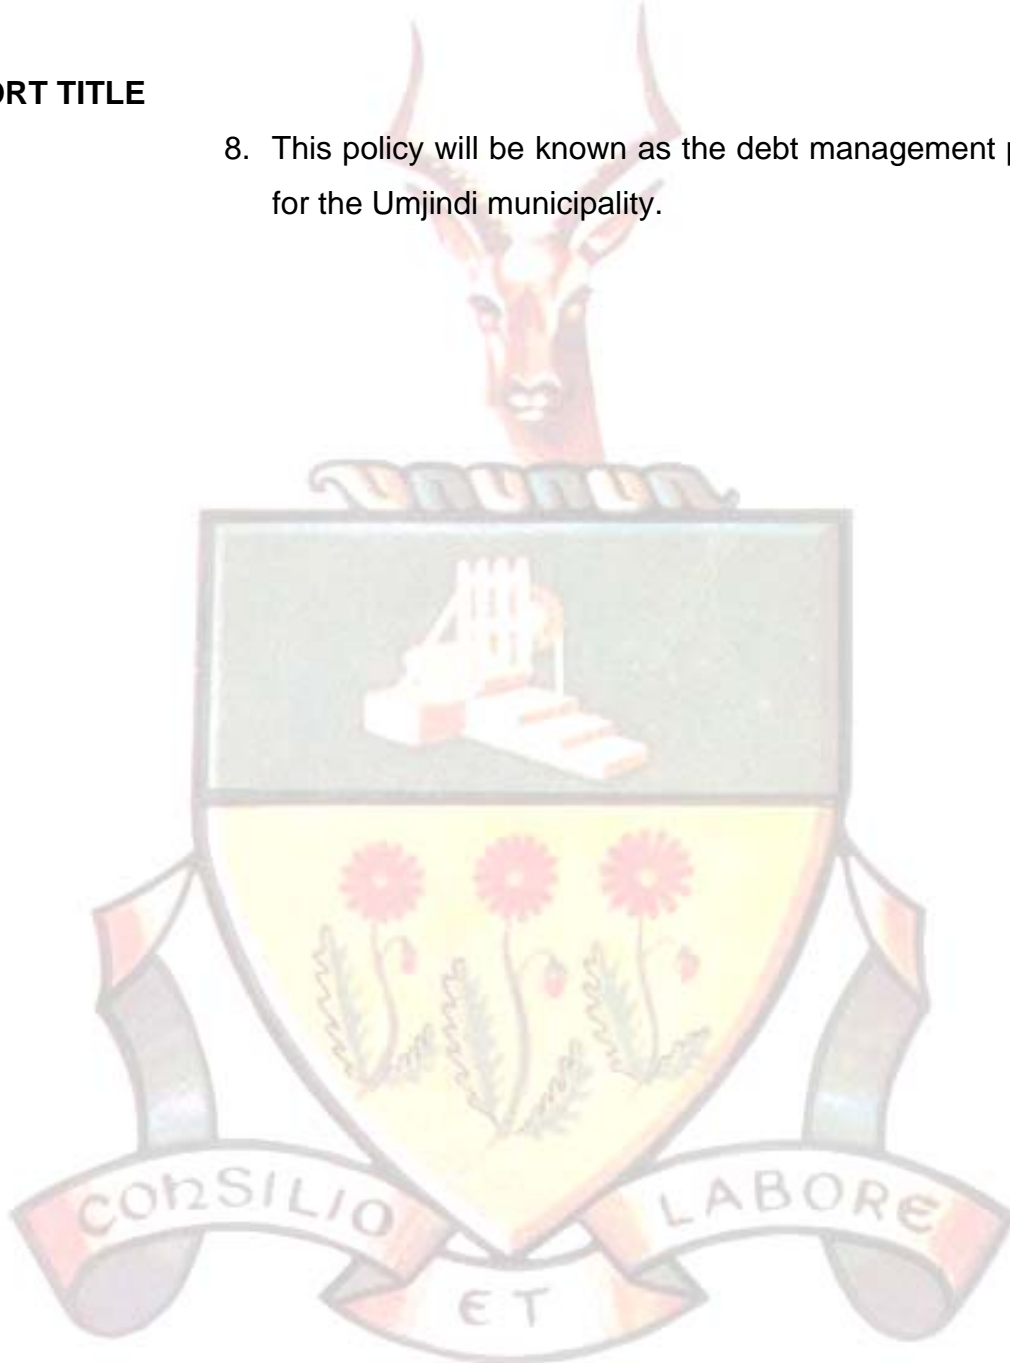 ORT TITLE
8. This policy will be known as the debt management p
for the Umjindi municipality.
CONSILIO
ET
LABORE